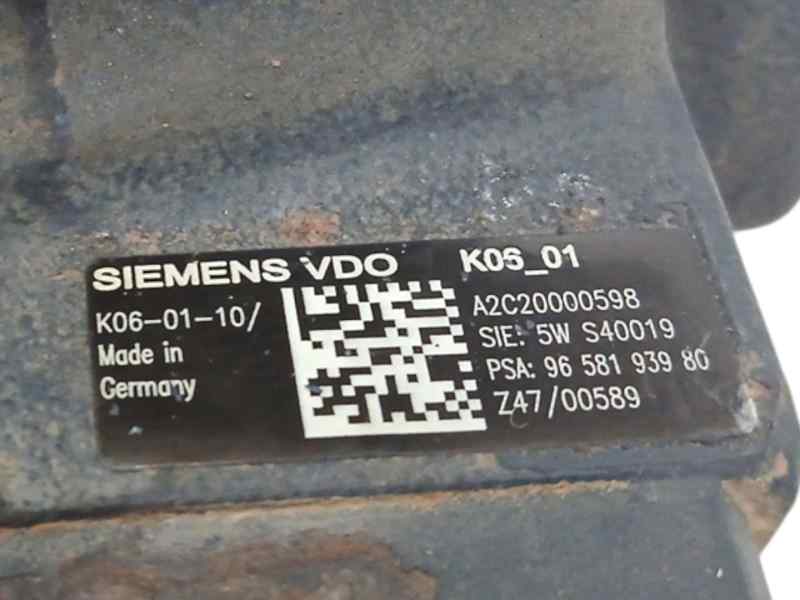 SIEMENS VDO K06_01
K06-01-10/
Made in
Germany
A2C20000598
SIE: 5W S40019
PSA: 96 581 939 80
Z47/00589